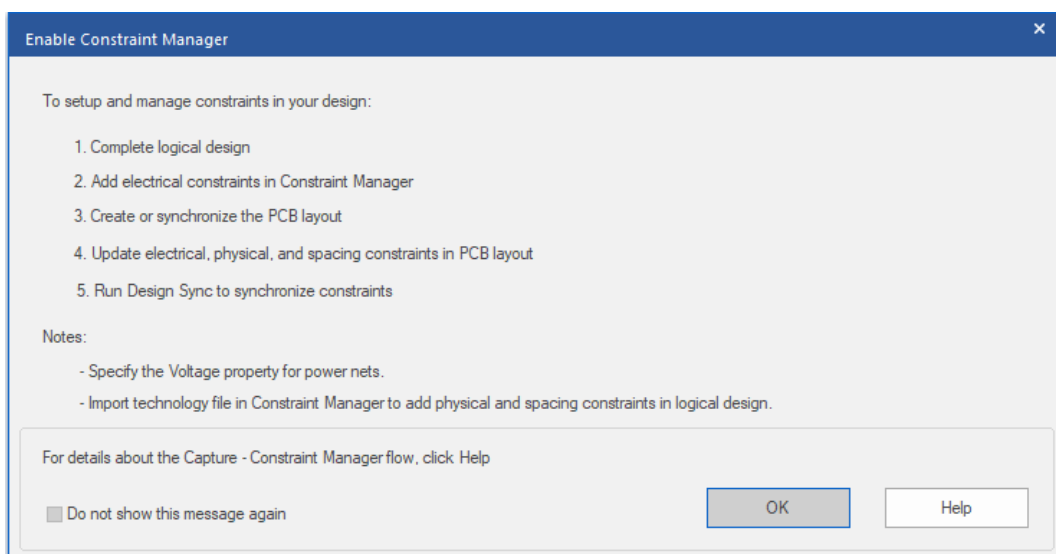 Enable Constraint Manager
To setup and manage constraints in your design:
1. Complete logical design
2. Add electrical constraints in Constraint Manager
3. Create or synchronize the PCB layout
4. Update electrical, physical, and spacing constraints in PCB layout
5. Run Design Sync to synchronize constraints
Notes:
- Specify the Voltage property for power nets.
- Import technology file in Constraint Manager to add physical and spacing constraints in logical design.
For details about the Capture - Constraint Manager flow, click Help
Do not show this message again
OK
Help